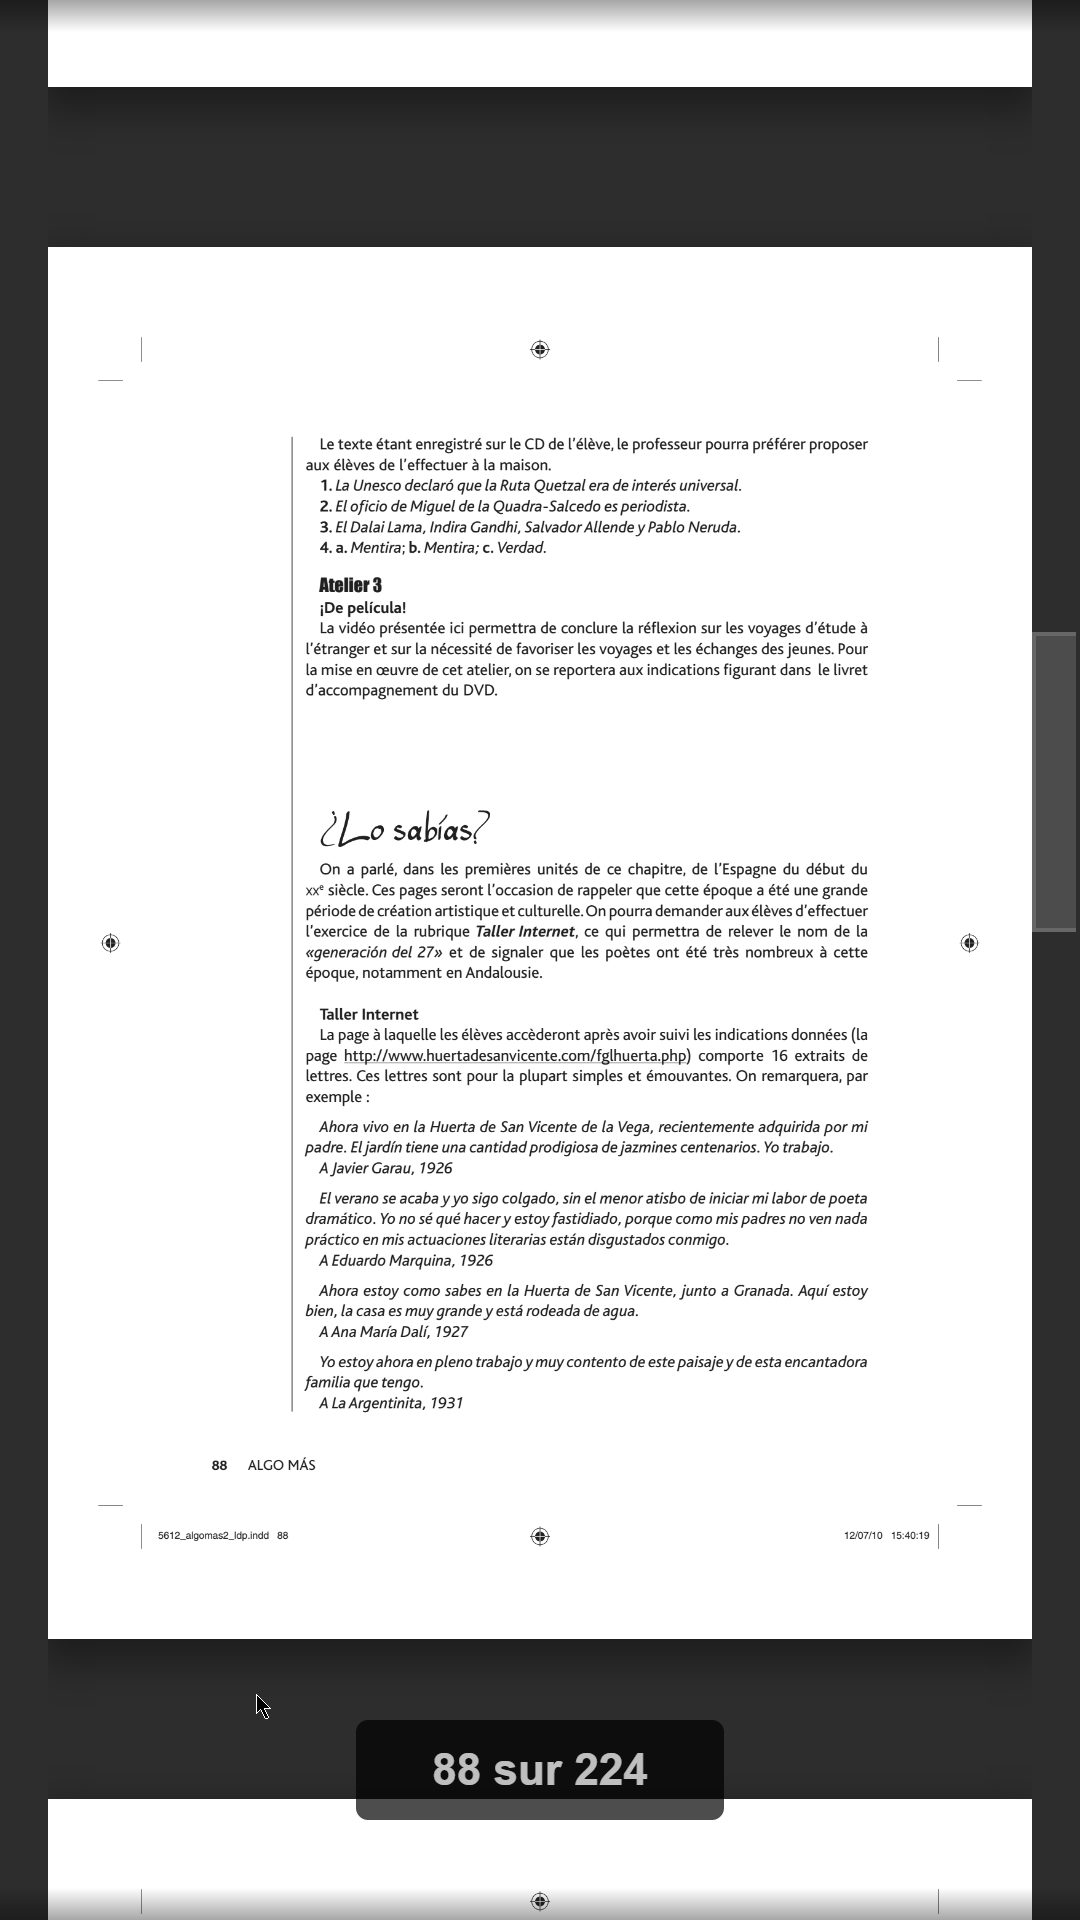 Le texte étant enregistré sur le CD de l'élève, le professeur pourra préférer proposer
aux élèves de l'effectuer à la maison.
1. La Unesco declaró que la Ruta Quetzal era de interés universal.
2. El oficio de Miguel de la Quadra-Salcedo es periodista.
3. El Dalai Lama, Indira Gandhi, Salvador Allende y Pablo Neruda.
4. a. Mentira; b. Mentira; c. Verdad.
Atelier 3
¡De película!
La vidéo présentée ici permettra de conclure la réflexion sur les voyages d'étude à
l'étranger et sur la nécessité de favoriser les voyages et les échanges des jeunes. Pour
la mise en œuvre de cet atelier, on se reportera aux indications figurant dans le livret
d'accompagnement du DVD.
¿Lo sabías?
On a parlé, dans les premières unités de ce chapitre, de l'Espagne du début du
XXe siècle. Ces pages seront l'occasion de rappeler que cette époque a été une grande
période de création artistique et culturelle. On pourra demander aux élèves d'effectuer
l'exercice de la rubrique Taller Internet, ce qui permettra de relever le nom de la
«generación del 27» et de signaler que les poètes ont été très nombreux à cette
époque, notamment en Andalousie.
Taller Internet
La page à laquelle les élèves accèderont après avoir suivi les indications données (la
page http://www.huertadesanvicente.com/fglhuerta.php) comporte 16 extraits de
lettres. Ces lettres sont pour la plupart simples et émouvantes. On remarquera, par
exemple :
Ahora vivo en la Huerta de San Vicente de la Vega, recientemente adquirida por mi
padre. El jardín tiene una cantidad prodigiosa de jazmines centenarios. Yo trabajo.
A Javier Garau, 1926
El verano se acaba y yo sigo colgado, sin el menor atisbo de iniciar mi labor de poeta
dramático. Yo no sé qué hacer y estoy fastidiado, porque como mis padres no ven nada
práctico en mis actuaciones literarias están disgustados conmigo.
A Eduardo Marquina, 1926
Ahora estoy como sabes en la Huerta de San Vicente, junto a Granada. Aquí estoy
bien, la casa es muy grande y está rodeada de agua.
A Ana María Dalí, 1927
Yo estoy ahora en pleno trabajo y muy contento de este paisaje y de esta encantadora
familia que tengo.
A La Argentinita, 1931
88 ALGO MÁS
5612_algomas2_ldp.indd 88
12/07/10 15:40:19
88 sur 224